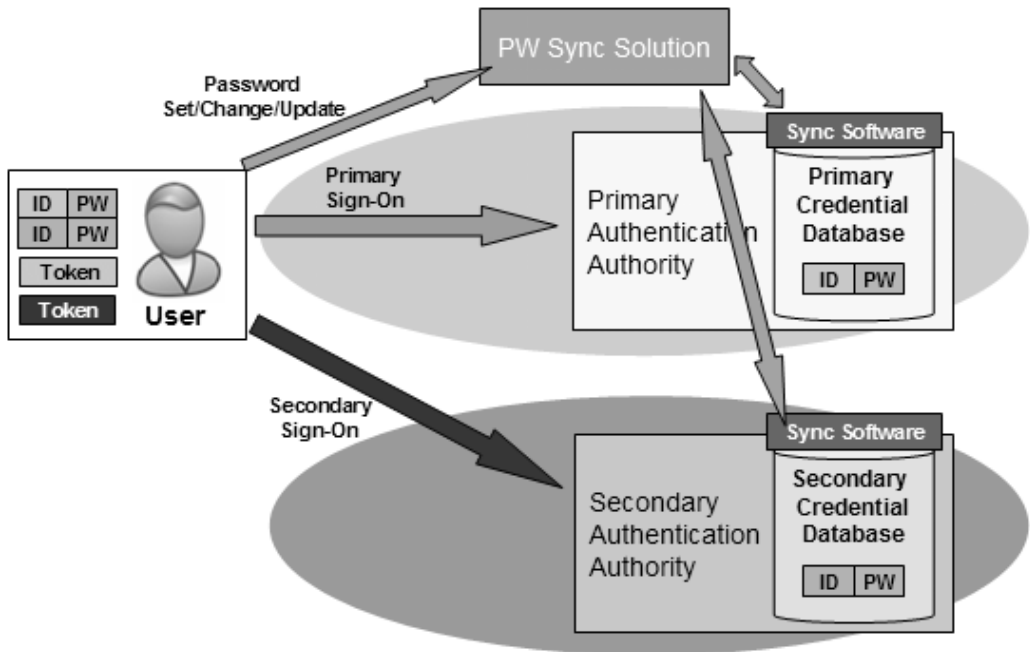 PW Sync Solution
Password
Set/Change/Update
Sync Software
Primary
Credential
Database
ID PW
Primary
Sign-On
Primary
Authentication
Authority
ID PW
ID PW
Token
Token
User
Secondary
Sign-On
Sync Software
Secondary
Authentication
Authority
Secondary
Credential
Database
ID PW